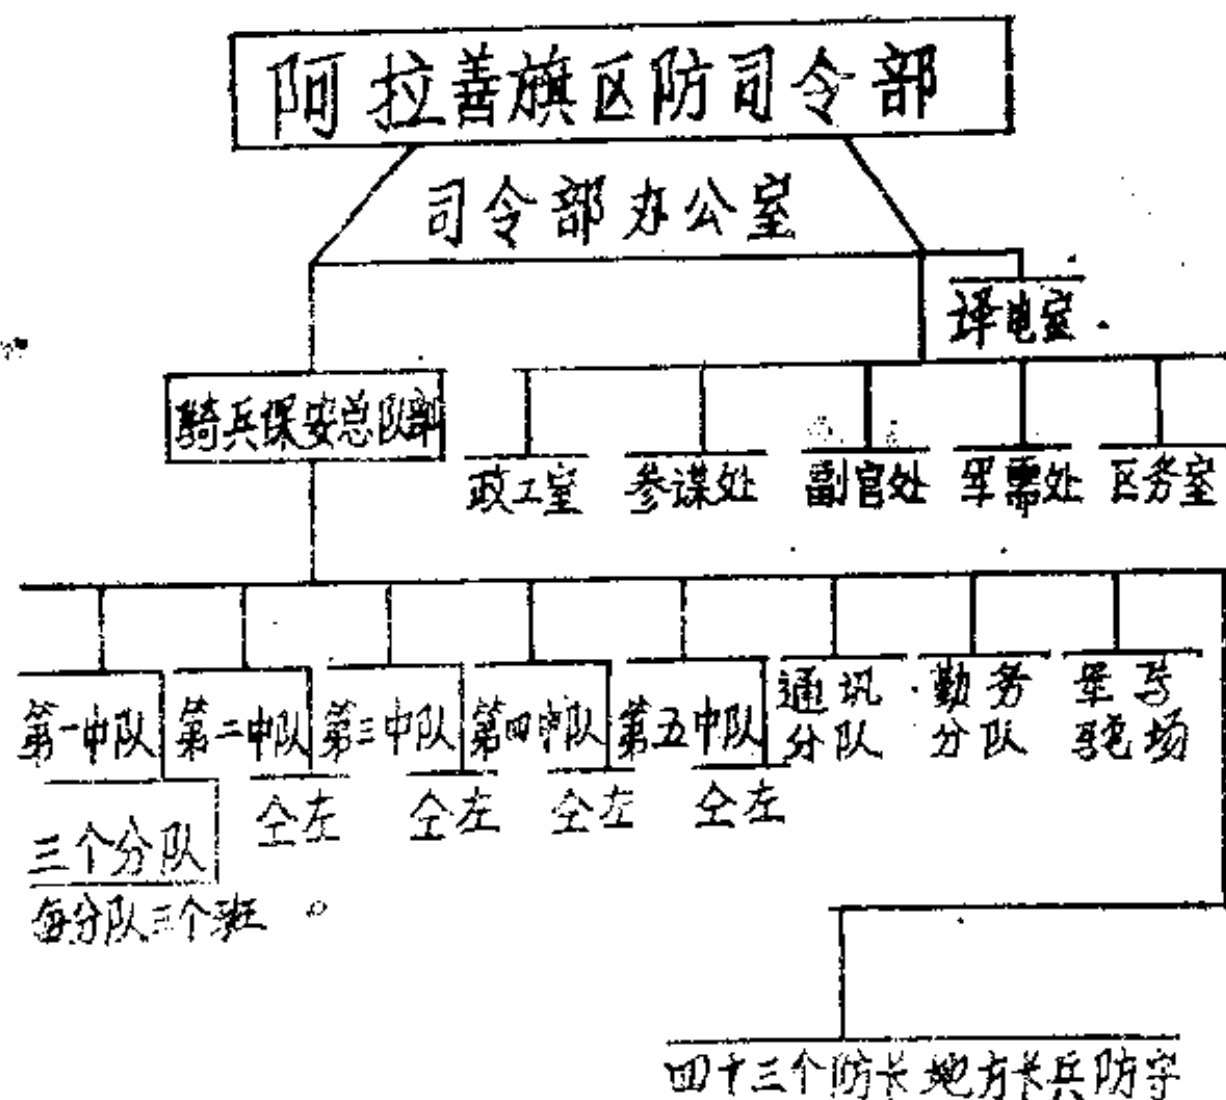 阿拉善旗区防司令部
司令部办公室
译电室.
骑兵保安总队部
政工室 参谋处 副官处 军需处 医务室
第一中队 第二中队 第三中队 第四中队 第五中队 通讯分队 勤务分队 军马驼场
仝左 仝左 仝左 仝左
三个分队
每分队三个班。
四十三个防长地方长兵防守